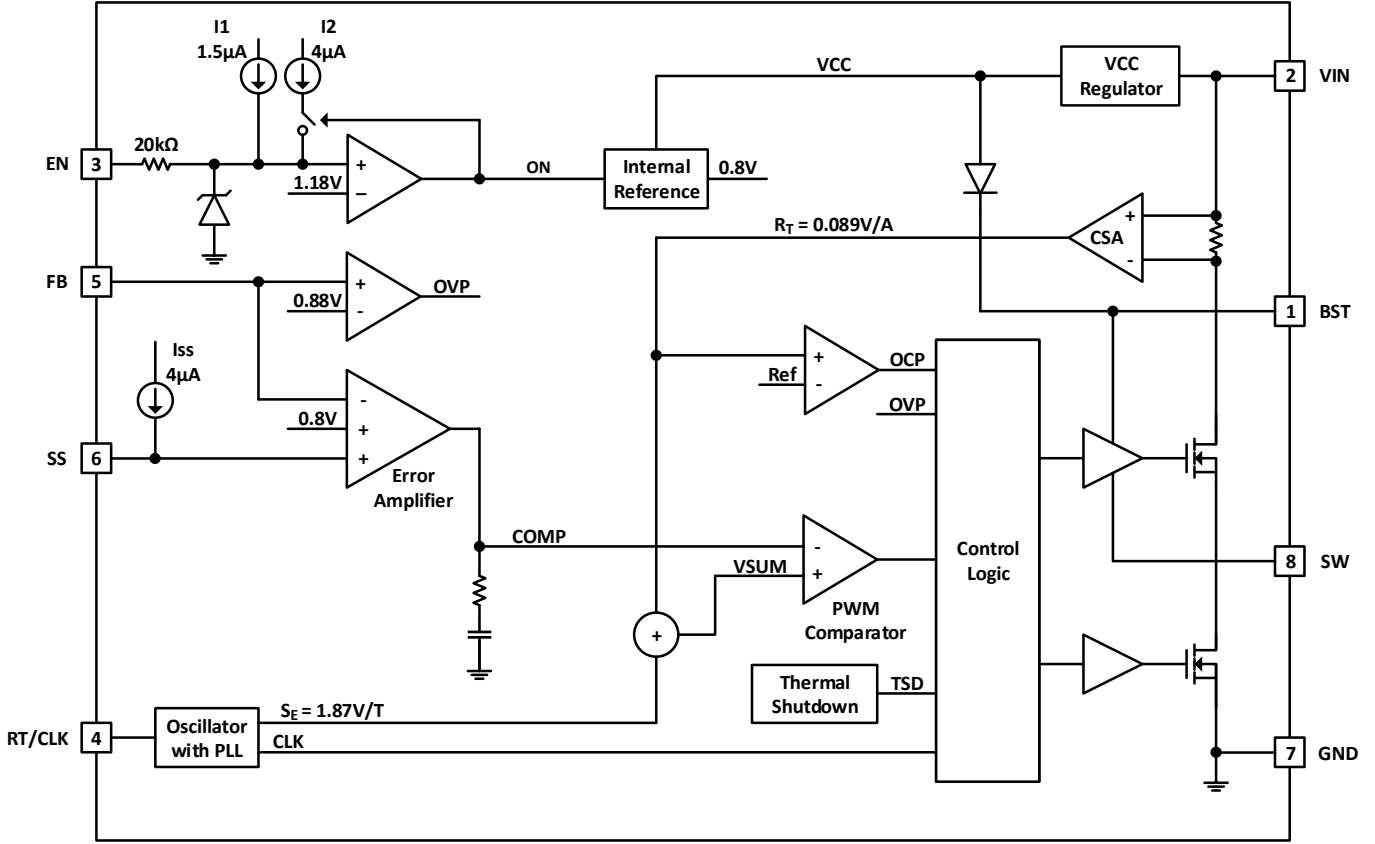 I1
1.5µA
I2
4µA
VCC
VCC
Regulator
2
VIN
20kΩ
EN
3
+
1.18V
–
ON
Internal
Reference
0.8V
R_T = 0.089V/A
CSA
+
-
FB
5
+
0.88V
-
OVP
1
BST
Iss
4µA
+
Ref
-
OCP
OVP
-
0.8V
+
SS
6
+
Error
Amplifier
COMP
-
VSUM
+
PWM
Comparator
Control
Logic
8
SW
+
Thermal
Shutdown
TSD
S_E = 1.87V/T
RT/CLK
4
Oscillator
with PLL
CLK
7
GND